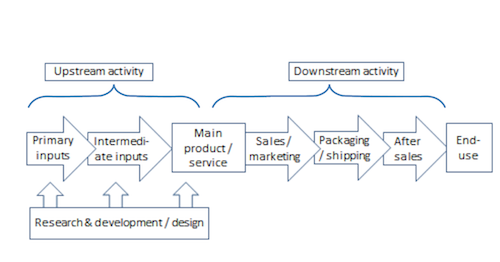 Upstream activity
Downstream activity
Primary
inputs
Intermedi-
ate inputs
Main
product /
service
Sales /
marketing
Packaging
/ shipping
After
sales
End-
use
Research & development / design